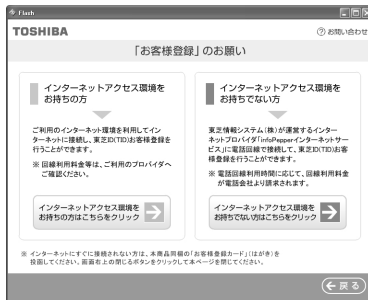 Flash
TOSHIBA
? お問い合わせ
「お客様登録」のお願い
インターネットアクセス環境を
お持ちの方
ご利用のインターネット環境を利用してイン
ターネットに接続し、東芝ID(TID)お客様登録を
行うことができます。
※ 回線利用料金等は、ご利用のプロバイダへ
ご確認ください。
インターネットアクセス環境を
お持ちの方はこちらをクリック
インターネットアクセス環境を
お持ちでない方
東芝情報システム(株)が運営するインター
ネットプロバイダ「infoPepperインターネットサー
ビス」に電話回線で接続し、東芝ID(TID)お客
様登録を行うことができます。
※ 電話回線利用時間に応じて、回線利用料金
が電話会社より請求されます。
インターネットアクセス環境を
お持ちでない方はこちらをクリック
※ インターネットにすぐに接続されない方は、本商品同梱の「お客様登録カード」(はがき)を
投函してください。画面右上の閉じるボタンをクリックして本ページを閉じてください。
戻る